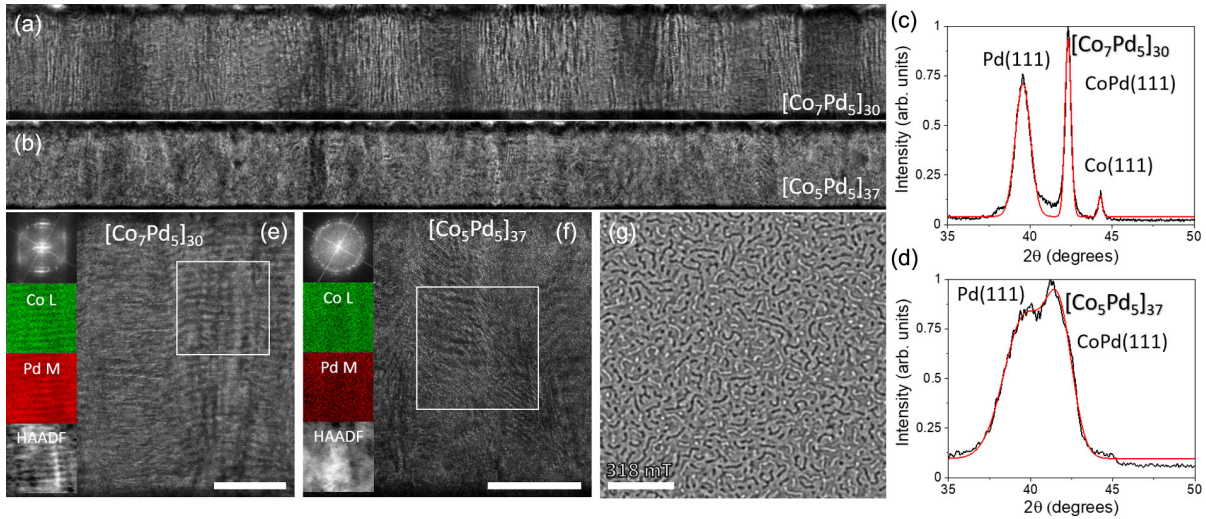 (a)
[Co₇Pd₅]₃₀
(b)
[Co₅Pd₅]₃₇
(c)
1
0.75
0.5
0.25
0
35
40
45
50
Intensity (arb. units)
2θ (degrees)
Pd(111)
[Co₇Pd₅]₃₀
CoPd(111)
Co(111)
(d)
1
0.75
0.5
0.25
0
35
40
45
50
Intensity (arb. units)
2θ (degrees)
Pd(111)
[Co₅Pd₅]₃₇
CoPd(111)
[Co₇Pd₅]₃₀
(e)
Co L
Pd M
HAADF
[Co₅Pd₅]₃₇
(f)
Co L
Pd M
HAADF
(g)
318 mT